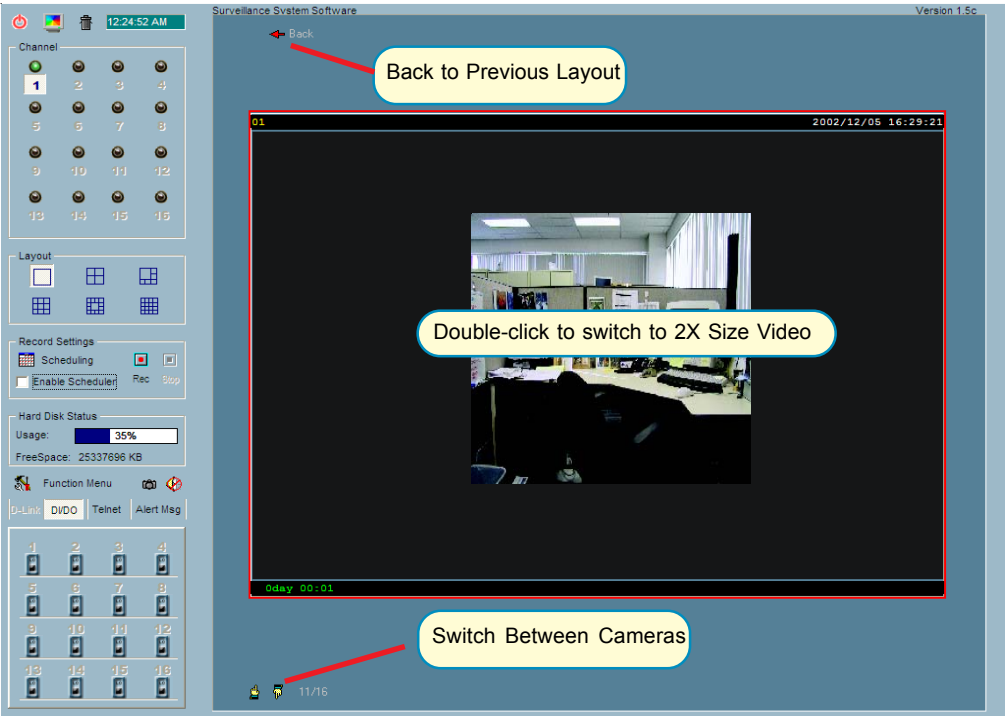 Surveillance System Software
Version 1.5c
12:24:52 AM
Back
Back to Previous Layout
Channel
1 2 3 4
5 6 7 8
9 10 11 12
13 14 15 16
01
2002/12/05 16:29:21
Layout
Double-click to switch to 2X Size Video
Record Settings
Scheduling
Enable Scheduler
Rec
Stop
Hard Disk Status
Usage:
35%
FreeSpace: 25337696 KB
Function Menu
D-Link
DI/DO
Telnet
Alert Msg
1 2 3 4
5 6 7 8
9 10 11 12
13 14 15 16
0day 00:01
Switch Between Cameras
11/16